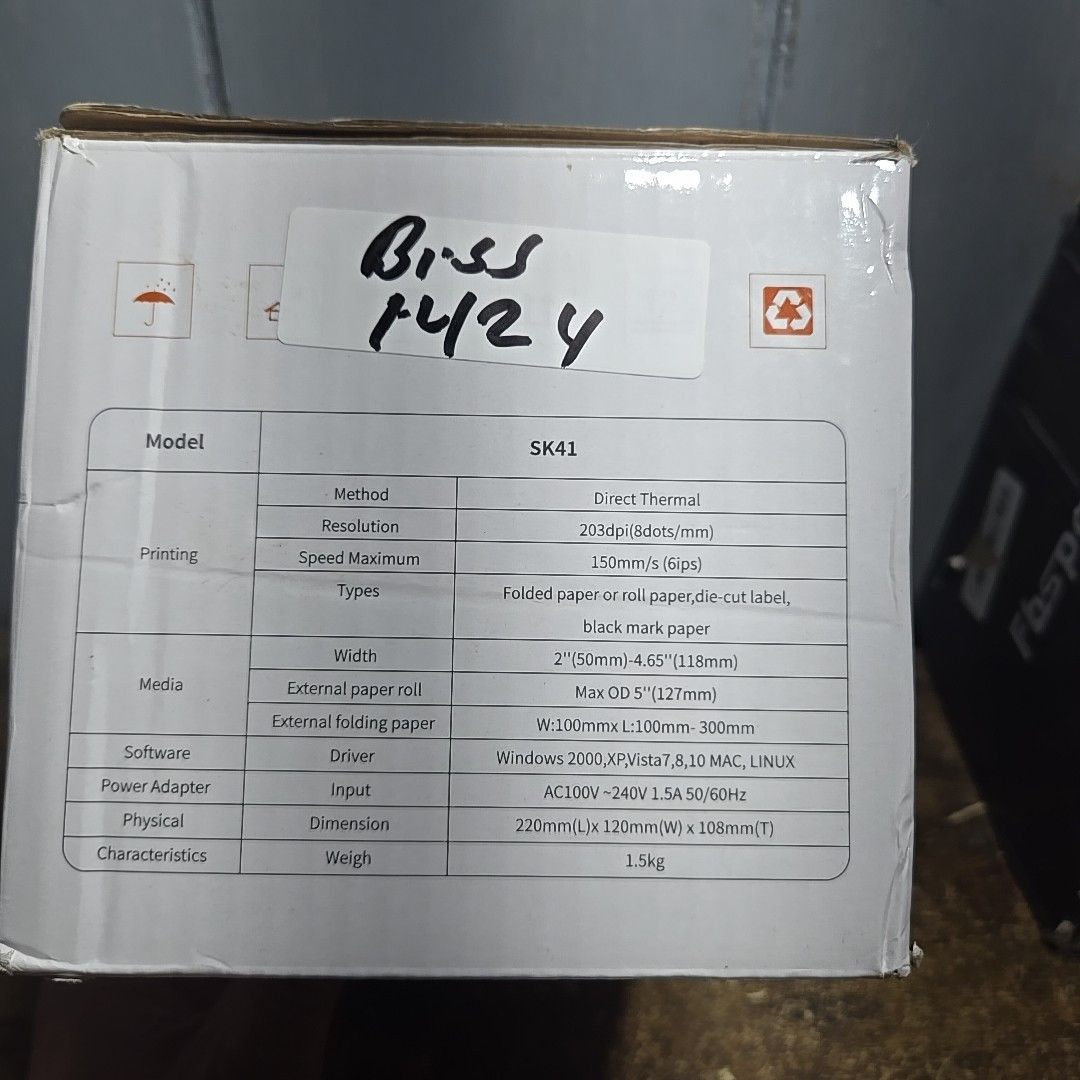 Biss
1424
Model SK41
Printing
Method Direct Thermal
Resolution 203dpi(8dots/mm)
Speed Maximum 150mm/s (6ips)
Types Folded paper or roll paper,die-cut label,
black mark paper
Media
Width 2''(50mm)-4.65''(118mm)
External paper roll Max OD 5''(127mm)
External folding paper W:100mmx L:100mm- 300mm
Software Driver Windows 2000,XP,Vista7,8,10 MAC, LINUX
Power Adapter Input AC100V ~240V 1.5A 50/60Hz
Physical Dimension 220mm(L)x 120mm(W) x 108mm(T)
Characteristics Weigh 1.5kg